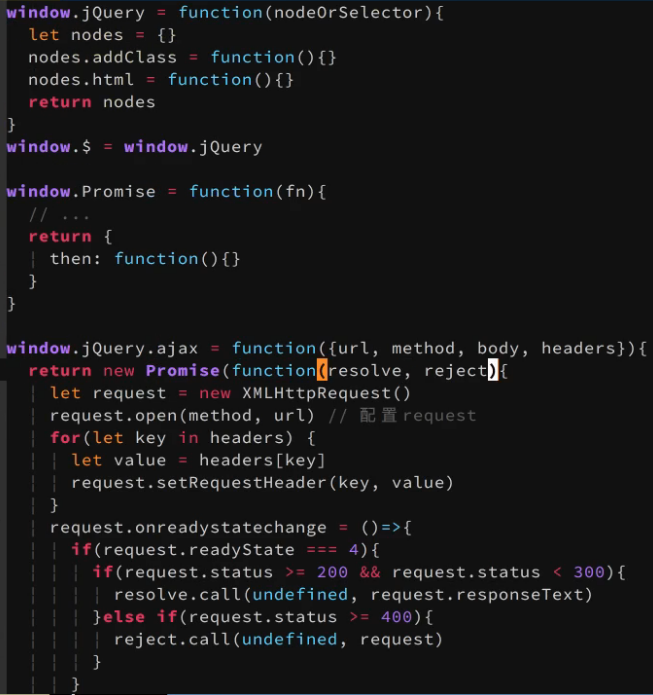 window.jQuery = function(nodeOrSelector){
  let nodes = {}
  nodes.addClass = function(){}
  nodes.html = function(){}
  return nodes
}
window.$ = window.jQuery

window.Promise = function(fn){
  // ...
  return {
    then: function(){}
  }
}

window.jQuery.ajax = function({url, method, body, headers}){
  return new Promise(function(resolve, reject){
    let request = new XMLHttpRequest()
    request.open(method, url) // 配置request
    for(let key in headers) {
      let value = headers[key]
      request.setRequestHeader(key, value)
    }
    request.onreadystatechange = ()=>{
      if(request.readyState === 4){
        if(request.status >= 200 && request.status < 300){
          resolve.call(undefined, request.responseText)
        }else if(request.status >= 400){
          reject.call(undefined, request)
        }
      }